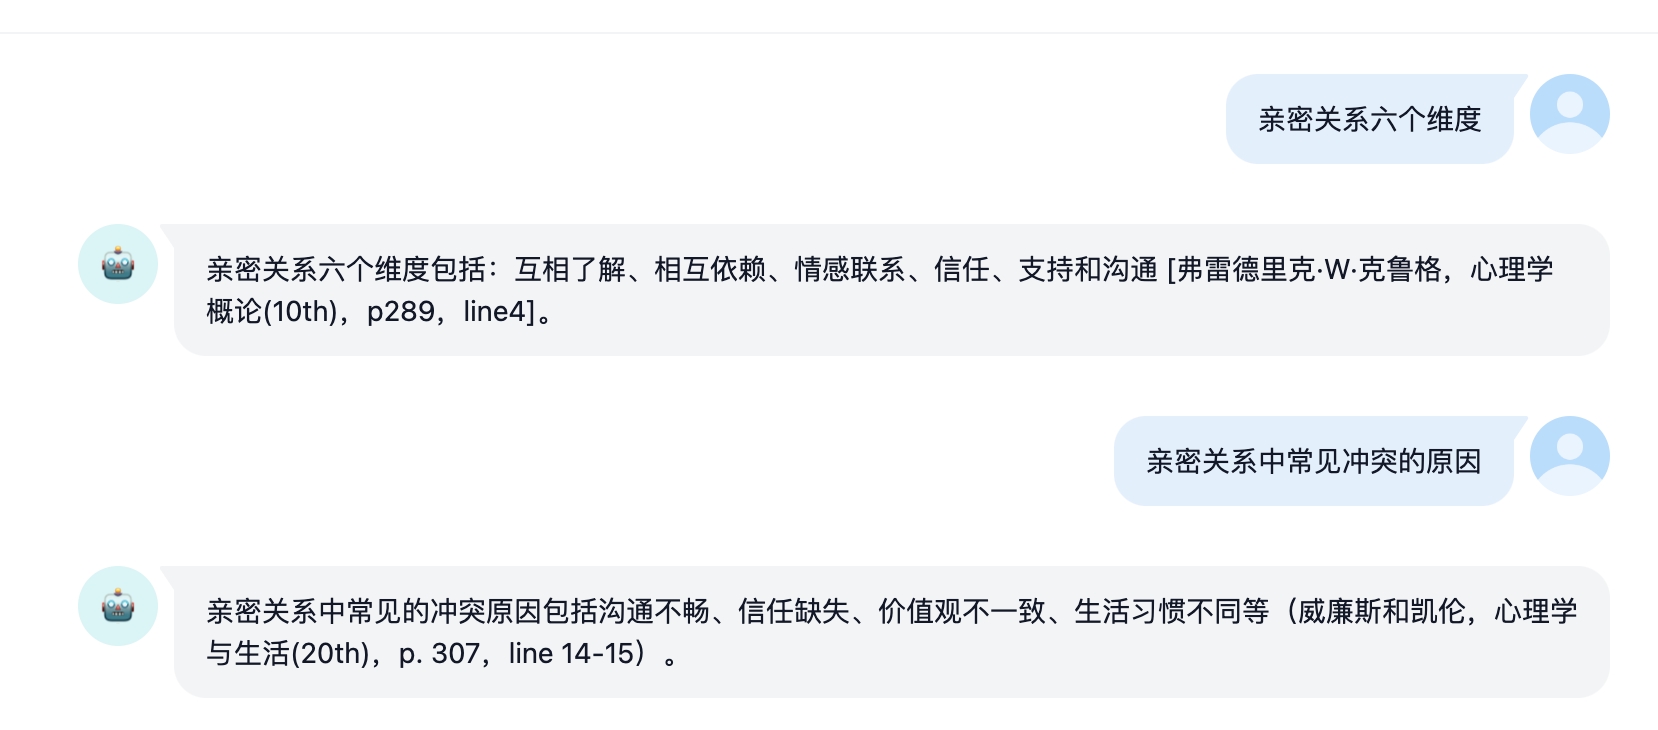 亲密关系六个维度
亲密关系六个维度包括：互相了解、相互依赖、情感联系、信任、支持和沟通 [弗雷德里克·W·克鲁格，心理学
概论(10th)，p289，line4]。
亲密关系中常见冲突的原因
亲密关系中常见的冲突原因包括沟通不畅、信任缺失、价值观不一致、生活习惯不同等（威廉斯和凯伦，心理学
与生活(20th)，p. 307，line 14-15）。